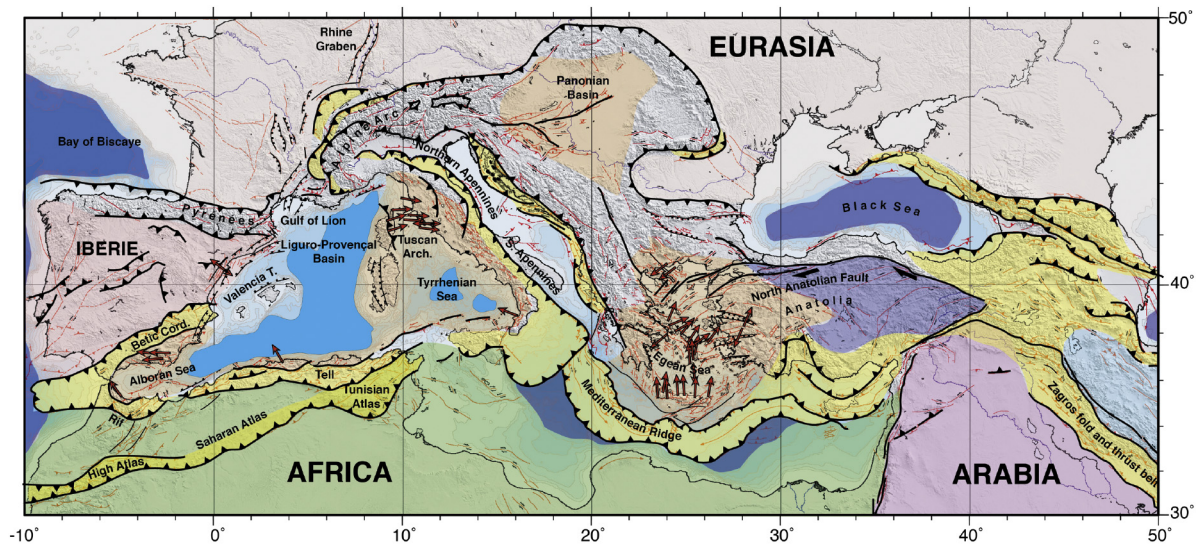 50°
Rhine
Graben
EURASIA
Panonian
Basin
Bay of Biscaye
Alpine Arc
Northern Apennines
Pyrénées
Gulf of Lion
Black Sea
IBERIE
Liguro-Provençal
Basin
Tuscan
Arch.
S. Apennines
Valencia T.
Tyrrhenian
Sea
North Anatolian Fault
Anatolia
40°
Betic Cord.
Egean Sea
Alboran Sea
Tell
Tunisian
Atlas
Rif
Mediterranean Ridge
Saharan Atlas
Zagros fold and thrust belt
High Atlas
AFRICA
ARABIA
30°
-10°
0°
10°
20°
30°
40°
50°